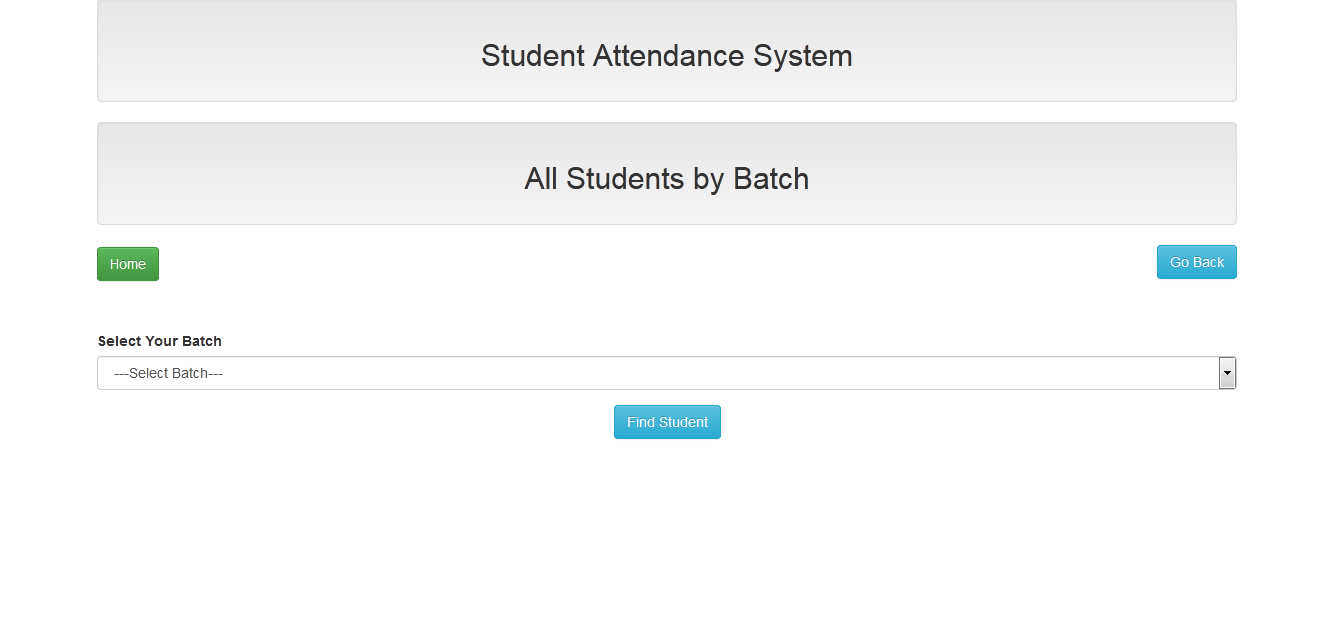 Student Attendance System
All Students by Batch
Home
Go Back
Select Your Batch
---Select Batch---
Find Student